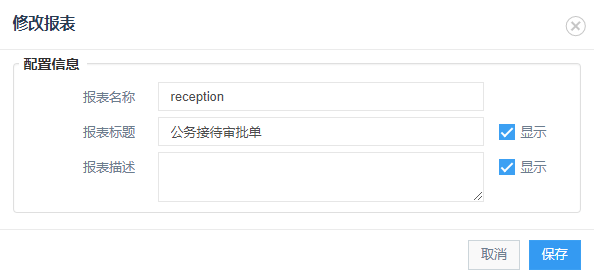 修改报表
配置信息
报表名称 reception
报表标题 公务接待审批单 显示
报表描述 显示
取消 保存